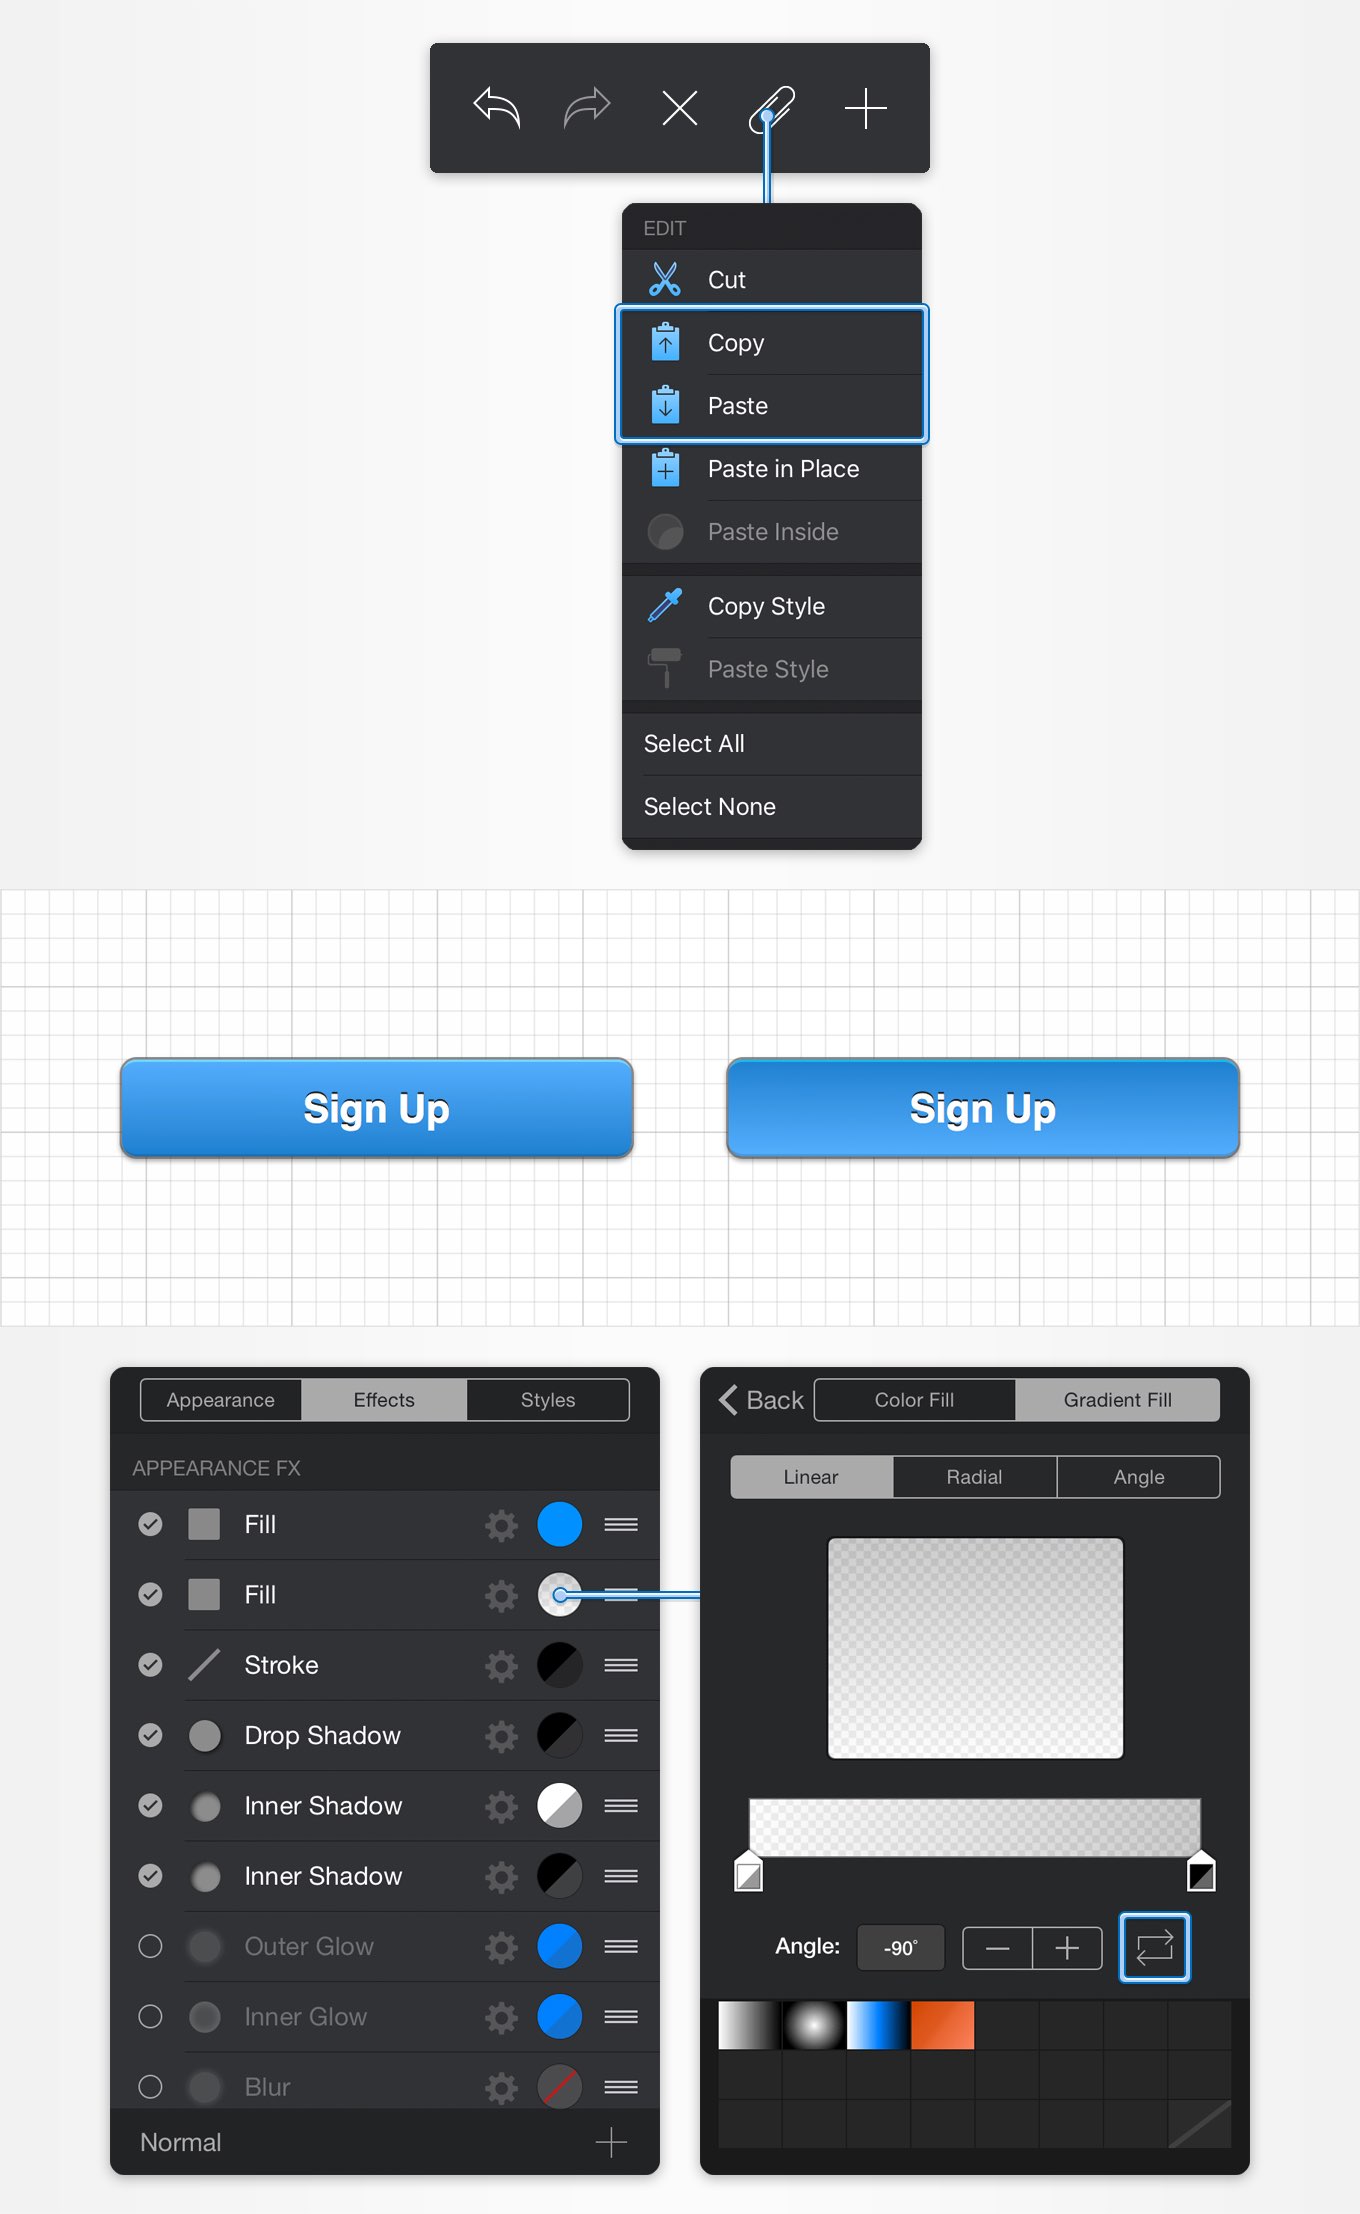 EDIT
Cut
Copy
Paste
Paste in Place
Paste Inside
Copy Style
Paste Style
Select All
Select None
Sign Up
Sign Up
Appearance
Effects
Styles
APPEARANCE FX
Fill
Fill
Stroke
Drop Shadow
Inner Shadow
Inner Shadow
Outer Glow
Inner Glow
Blur
Normal
Back
Color Fill
Gradient Fill
Linear
Radial
Angle
Angle: -90°